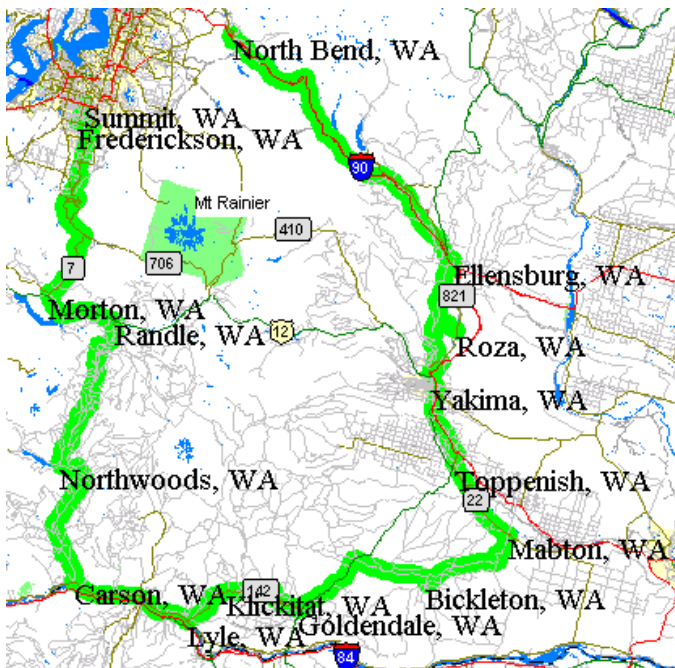 North Bend, WA
Summit, WA
Frederickson, WA
90
Mt Rainier
410
706
7
Ellensburg, WA
821
Morton, WA
Randle, WA
12
Roza, WA
Yakima, WA
Northwoods, WA
Toppenish, WA
22
Mabton, WA
Carson, WA
142
Klickitat, WA
Bickleton, WA
Lyle, WA
Goldendale, WA
84